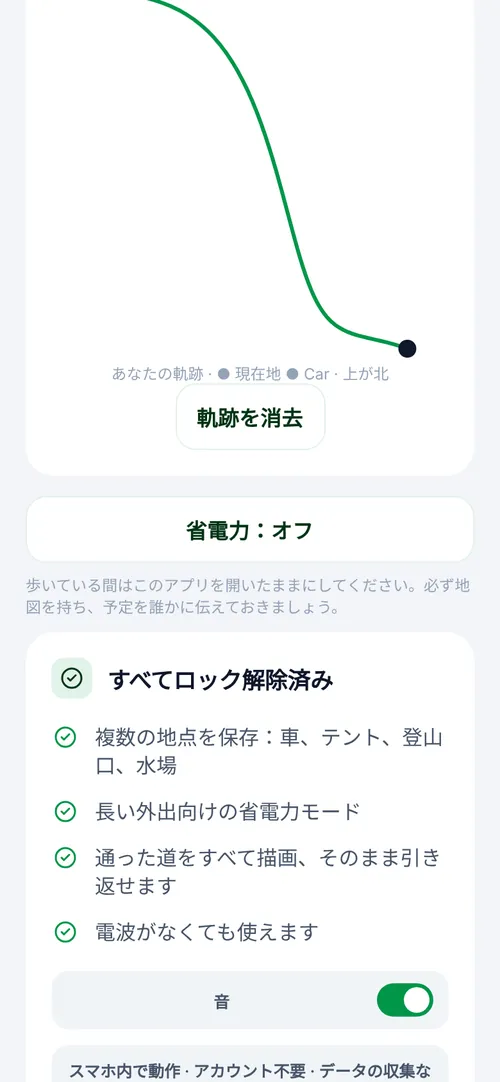 あなたの軌跡 · ● 現在地 ● Car · 上が北
軌跡を消去
省電力：オフ
歩いている間はこのアプリを開いたままにしてください。必ず地
図を持ち、予定を誰かに伝えておきましょう。
すべてロック解除済み
複数の地点を保存：車、テント、登山
口、水場
長い外出向けの省電力モード
通った道をすべて描画、そのまま引き
返せます
電波がなくても使えます
音
スマホ内で動作 · アカウント不要 · データの収集な